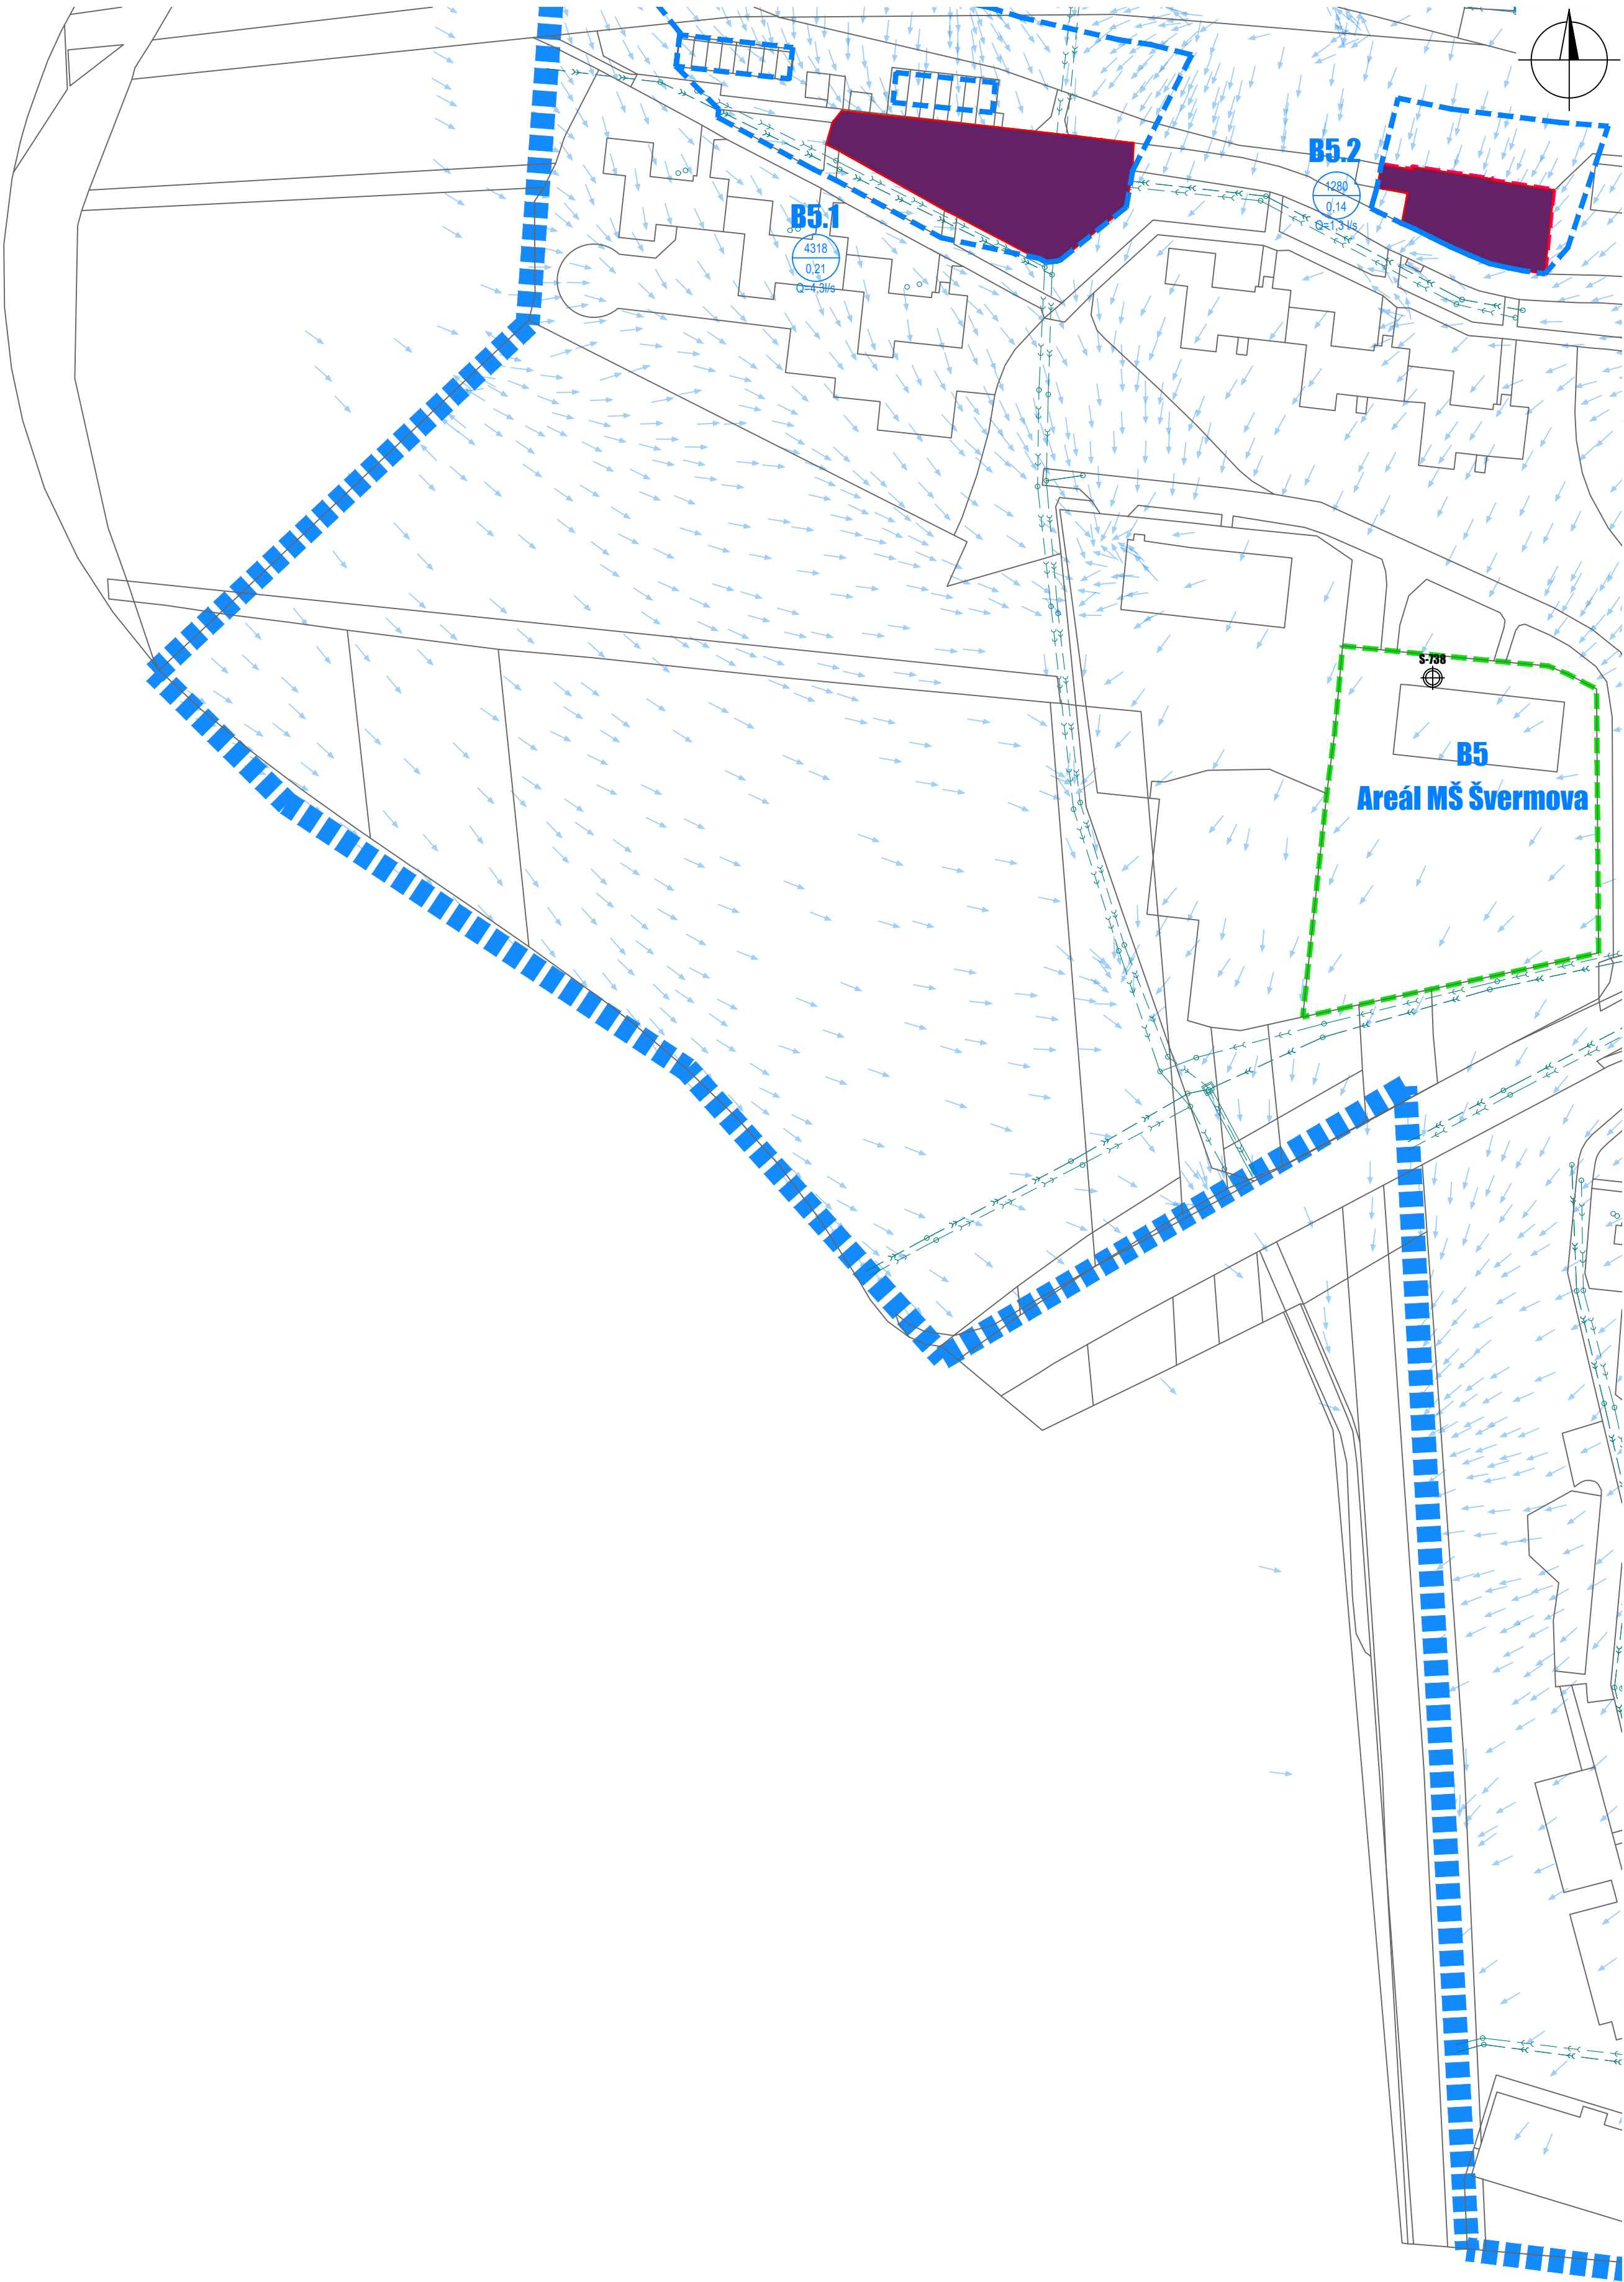 B5.2
1280
0,14
Q=1,3 l/s
B5.1
4318
0,21
Q=4,3l/s
S-738
B5
Areál MŠ Švermova